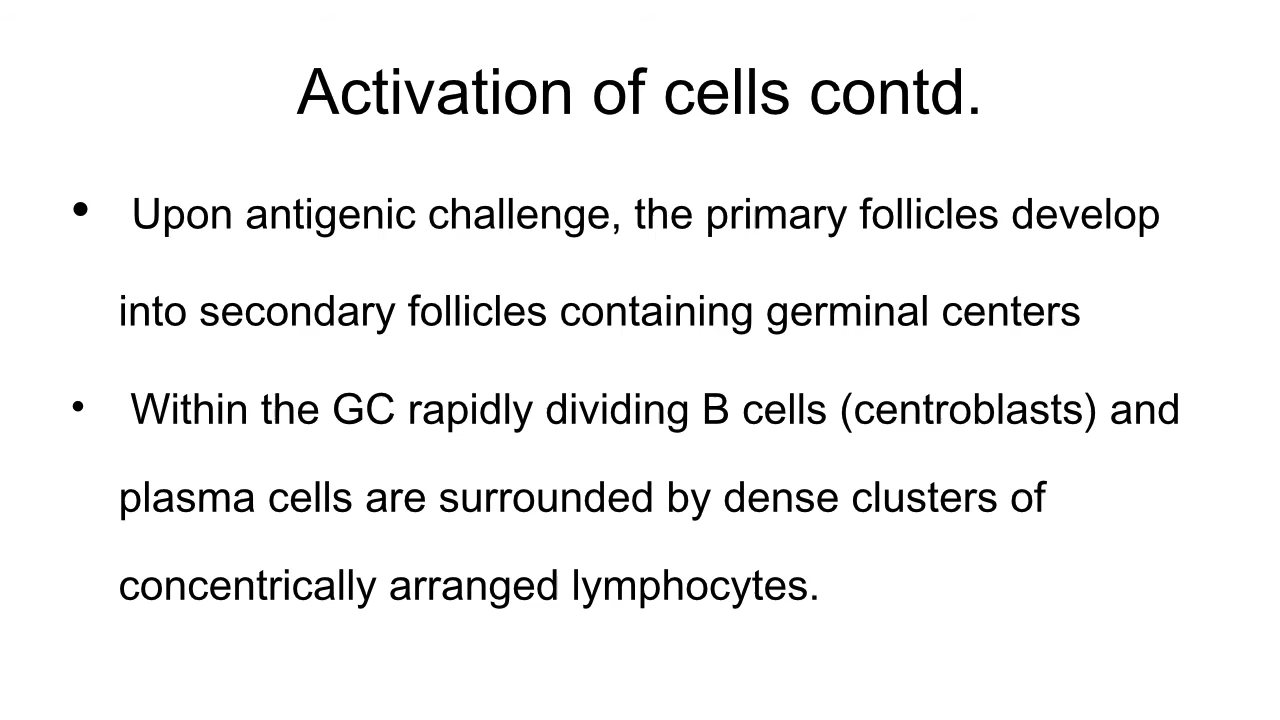 Activation of cells contd.
• Upon antigenic challenge, the primary follicles develop
into secondary follicles containing germinal centers
• Within the GC rapidly dividing B cells (centroblasts) and
plasma cells are surrounded by dense clusters of
concentrically arranged lymphocytes.